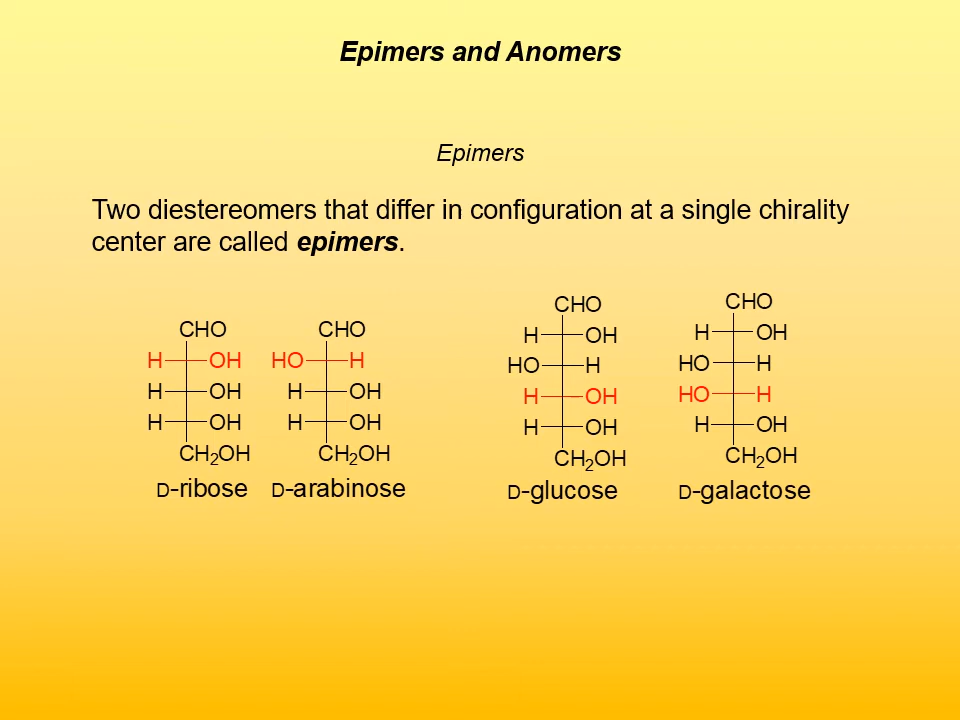 Epimers and Anomers
Epimers
Two diestereomers that differ in configuration at a single chirality
center are called epimers.
CHO
H OH
H OH
H OH
CH2OH
D-ribose
CHO
HO H
H OH
H OH
CH2OH
D-arabinose
CHO
H OH
HO H
H OH
H OH
CH2OH
D-glucose
CHO
H OH
HO H
HO H
H OH
CH2OH
D-galactose